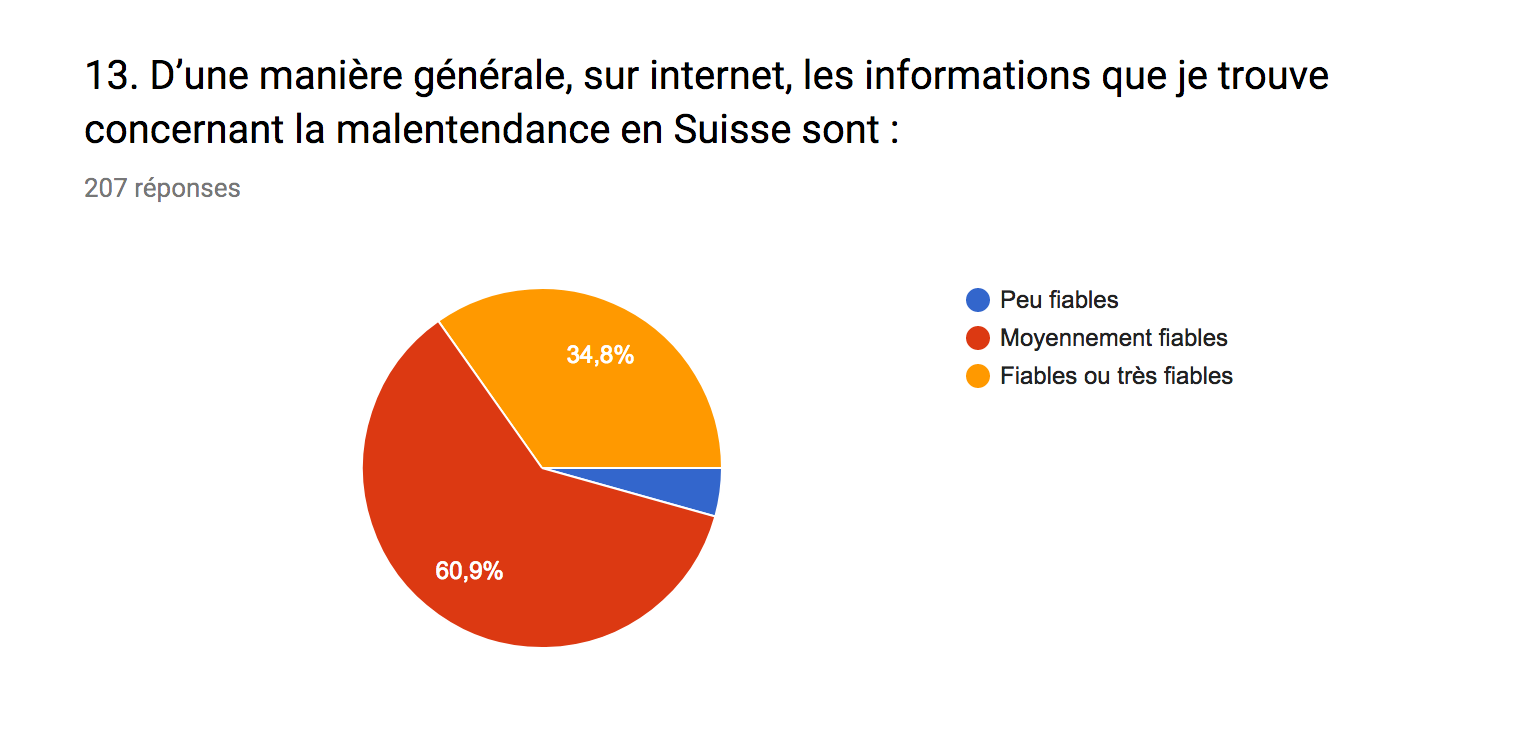 13. D’une manière générale, sur internet, les informations que je trouve
concernant la malentendance en Suisse sont :
207 réponses
Peu fiables
Moyennement fiables
Fiables ou très fiables
34,8%
60,9%